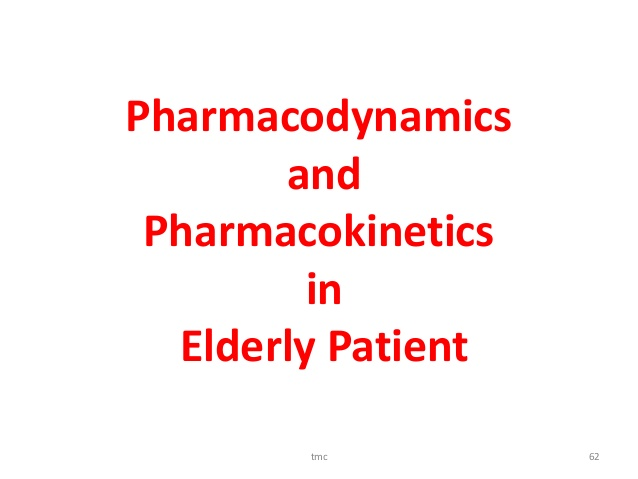 Pharmacodynamics
and
Pharmacokinetics
in
Elderly Patient
tmc
62